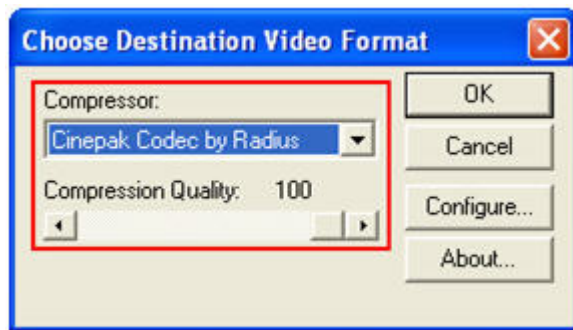 Choose Destination Video Format
Compressor:
Cinepak Codec by Radius
Compression Quality: 100
OK
Cancel
Configure...
About...